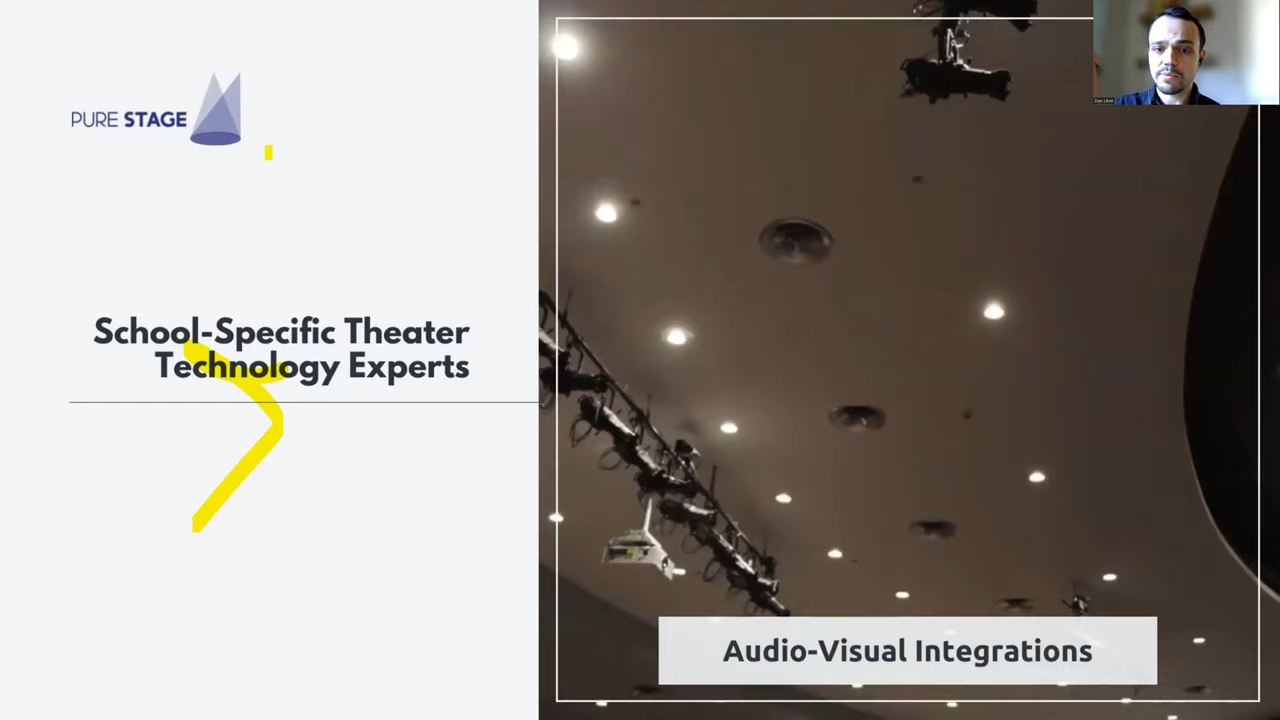 PURE STAGE
School-Specific Theater
Technology Experts
Audio-Visual Integrations